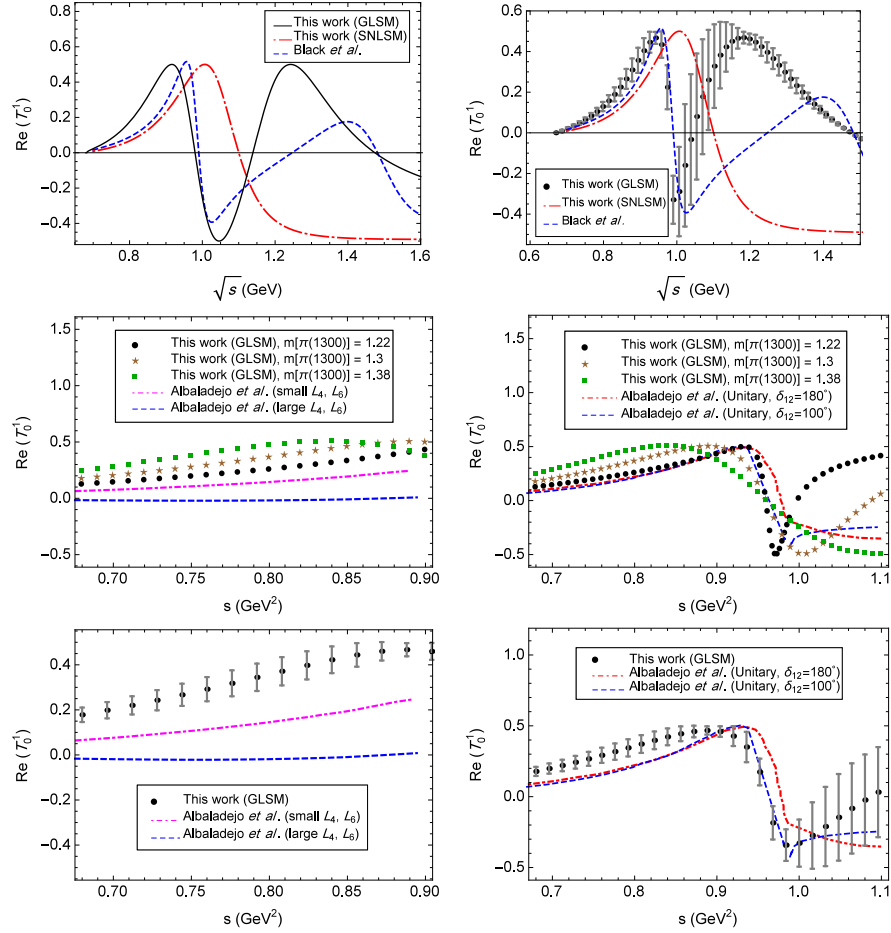 This work (GLSM)
This work (SNLSM)
Black et al.
Re (T₀¹)
0.6
0.4
0.2
0.0
−0.2
−0.4
0.8
1.0
1.2
1.4
1.6
√s (GeV)
This work (GLSM)
This work (SNLSM)
Black et al.
Re (T₀¹)
0.6
0.4
0.2
0.0
−0.2
−0.4
0.6
0.8
1.0
1.2
1.4
√s (GeV)
This work (GLSM), m[π(1300)] = 1.22
This work (GLSM), m[π(1300)] = 1.3
This work (GLSM), m[π(1300)] = 1.38
Albaladejo et al. (small L₄, L₆)
Albaladejo et al. (large L₄, L₆)
Re (T₀¹)
1.5
1.0
0.5
0.0
−0.5
0.70
0.75
0.80
0.85
0.90
s (GeV²)
This work (GLSM), m[π(1300)] = 1.22
This work (GLSM), m[π(1300)] = 1.3
This work (GLSM), m[π(1300)] = 1.38
Albaladejo et al. (Unitary, δ₁₂=180°)
Albaladejo et al. (Unitary, δ₁₂=100°)
Re (T₀¹)
1.5
1.0
0.5
0.0
−0.5
0.7
0.8
0.9
1.0
1.1
s (GeV²)
Re (T₀¹)
0.4
0.2
0.0
−0.2
−0.4
This work (GLSM)
Albaladejo et al. (small L₄, L₆)
Albaladejo et al. (large L₄, L₆)
0.70
0.75
0.80
0.85
0.90
s (GeV²)
This work (GLSM)
Albaladejo et al. (Unitary, δ₁₂=180°)
Albaladejo et al. (Unitary, δ₁₂=100°)
Re (T₀¹)
1.0
0.5
0.0
−0.5
0.7
0.8
0.9
1.0
1.1
s (GeV²)